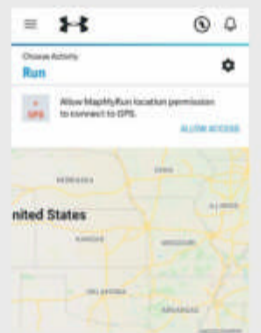 Choose Activity
Run
Allow MapMyRun location permission
to connect to GPS.
GPS
ALLOW ACCESS
NEBRASKA
IOWA
ILLINOIS
nited States
KANSAS
MISSOURI
OKLAHOMA
ARKANSAS